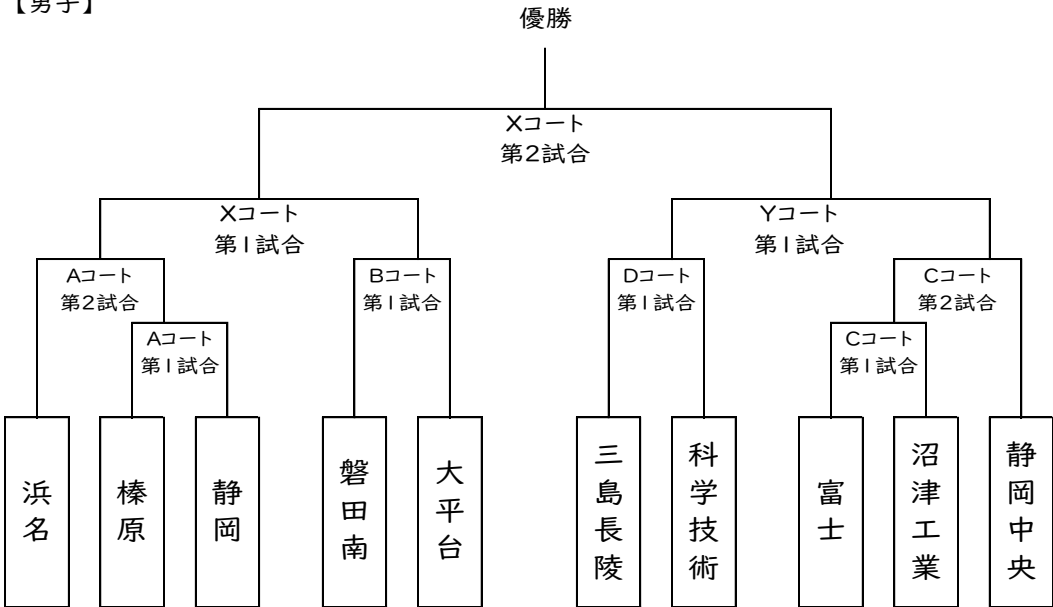 【男子】
優勝
Xコート
第2試合
Xコート
第1試合
Yコート
第1試合
Aコート
第2試合
Bコート
第1試合
Dコート
第1試合
Cコート
第2試合
Aコート
第1試合
Cコート
第1試合
浜名
榛原
静岡
磐田南
大平台
三島長陵
科学技術
富士
沼津工業
静岡中央